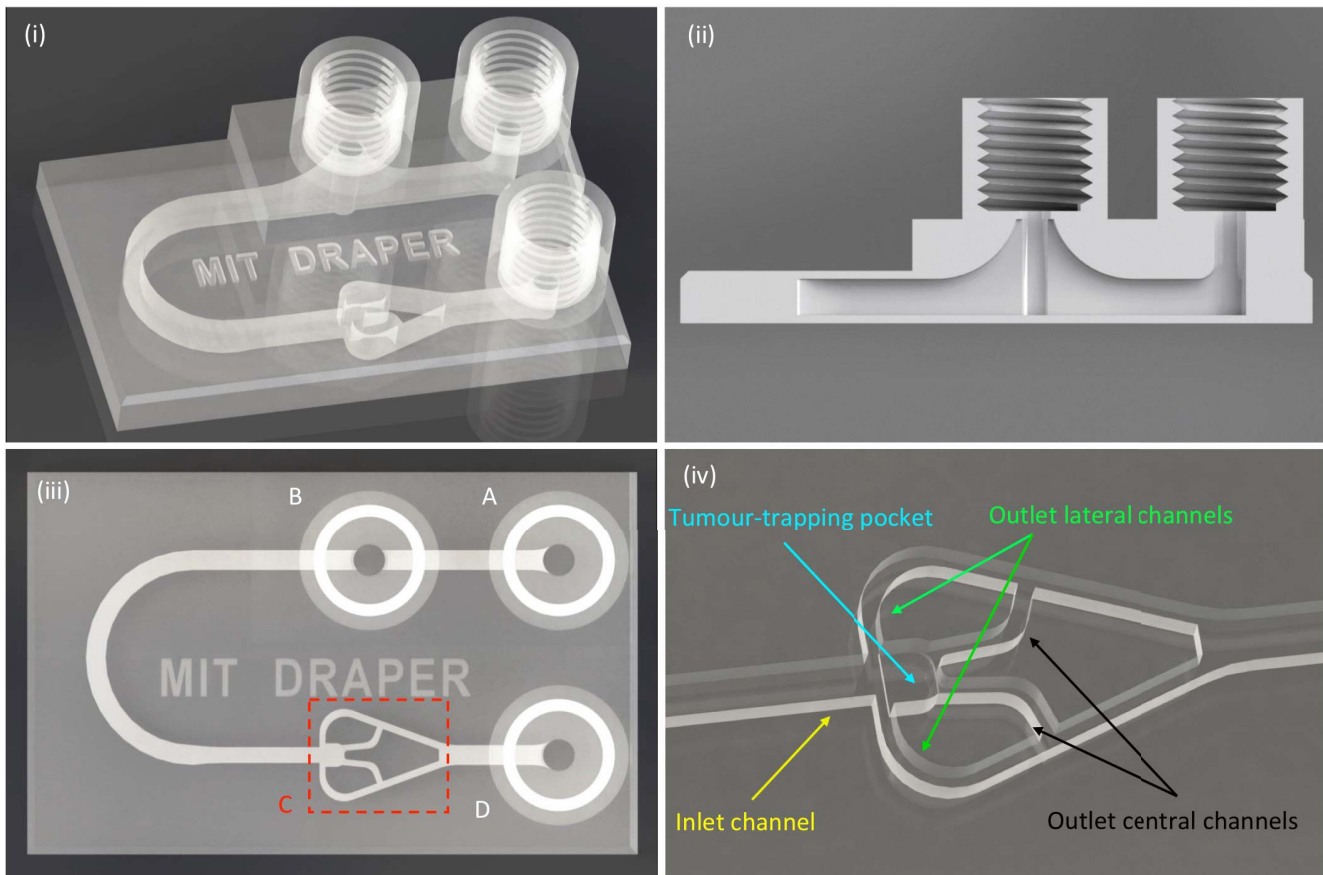 (i)
MIT DRAPER
(ii)
(iii)
B
A
MIT DRAPER
C
D
(iv)
Tumour-trapping pocket
Outlet lateral channels
Inlet channel
Outlet central channels